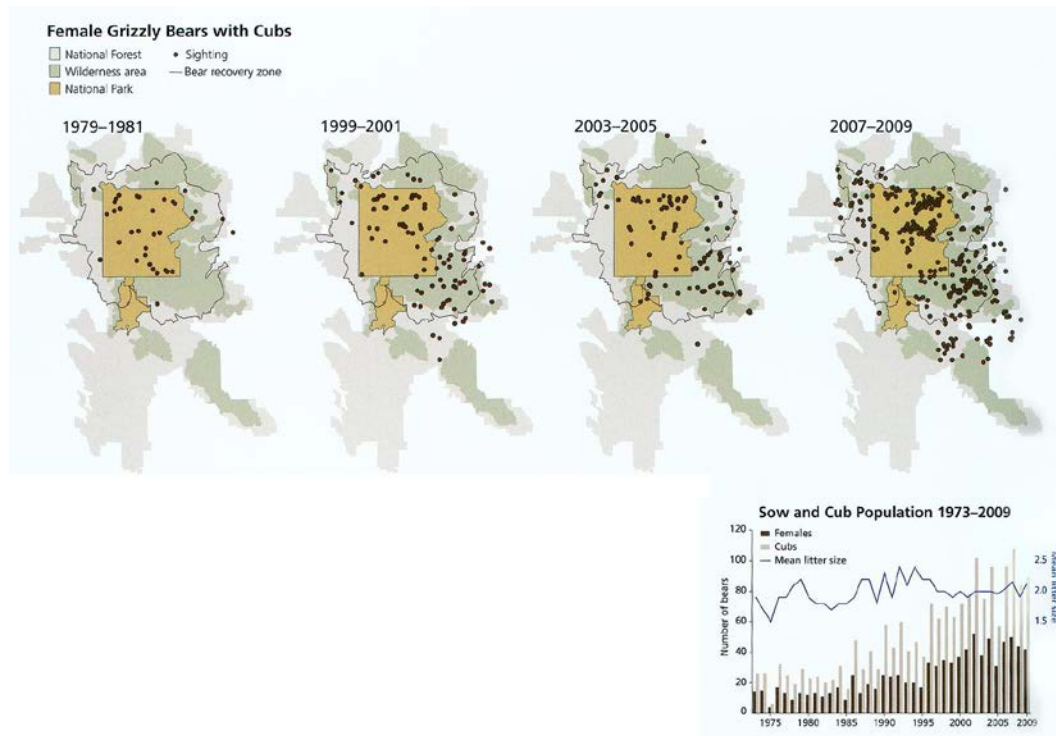 Female Grizzly Bears with Cubs
National Forest
Sighting
Wilderness area
Bear recovery zone
National Park
1979–1981
1999–2001
2003–2005
2007–2009
Sow and Cub Population 1973–2009
120
Females
Cubs
Mean litter size
100
80
60
40
20
0
Number of bears
2.5
2.0
1.5
Mean litter size
1975 1980 1985 1990 1995 2000 2005 2009